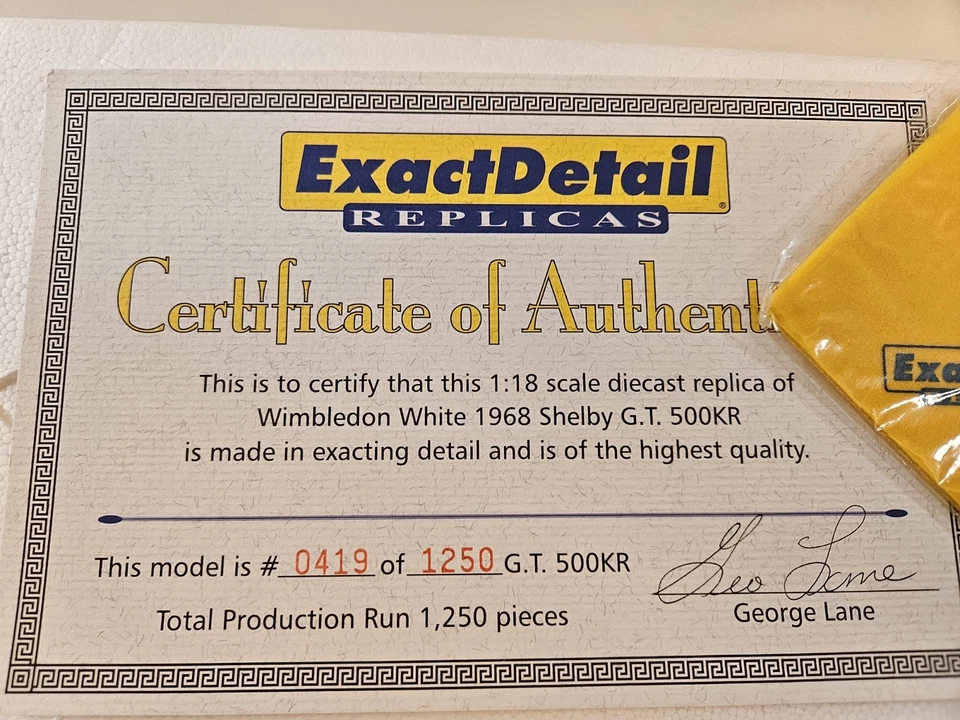 ExactDetail®
REPLICAS
Certificate of Authent
This is to certify that this 1:18 scale diecast replica of
Wimbledon White 1968 Shelby G.T. 500KR
is made in exacting detail and is of the highest quality.
Exa
This model is # 0419 of 1250 G.T. 500KR
Geo Lane
Total Production Run 1,250 pieces
George Lane